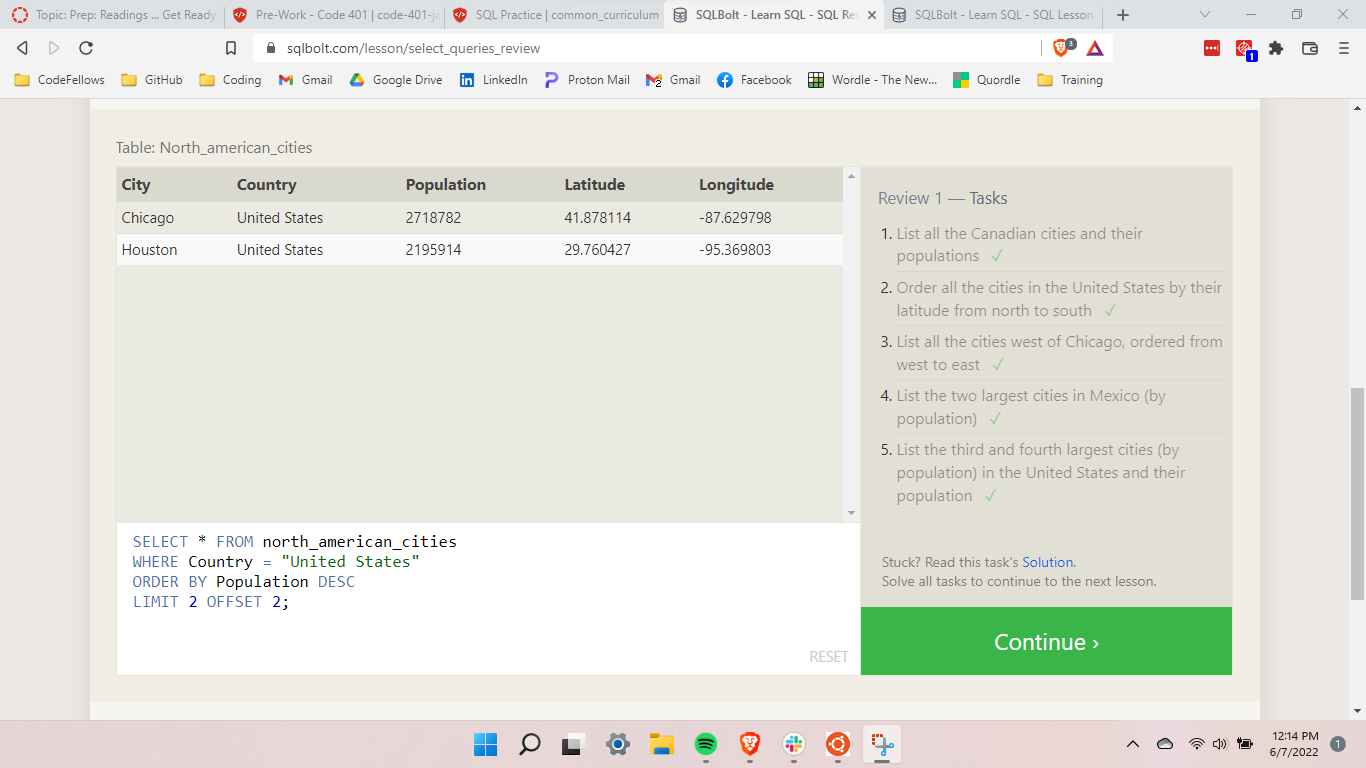 Topic: Prep: Readings ... Get Ready
Pre-Work - Code 401 | code-401-ja
SQL Practice | common_curriculum
SQLBolt - Learn SQL - SQL Re
SQLBolt - Learn SQL - SQL Lesson
sqlbolt.com/lesson/select_queries_review
3
1
CodeFellows
GitHub
Coding
Gmail
Google Drive
LinkedIn
Proton Mail
2
Gmail
Facebook
Wordle - The New...
Quordle
Training
Table: North_american_cities
City Country Population Latitude Longitude
Chicago United States 2718782 41.878114 -87.629798
Houston United States 2195914 29.760427 -95.369803
SELECT * FROM north_american_cities
WHERE Country = "United States"
ORDER BY Population DESC
LIMIT 2 OFFSET 2;
RESET
Review 1 — Tasks
1. List all the Canadian cities and their
populations ✓
2. Order all the cities in the United States by their
latitude from north to south ✓
3. List all the cities west of Chicago, ordered from
west to east ✓
4. List the two largest cities in Mexico (by
population) ✓
5. List the third and fourth largest cities (by
population) in the United States and their
population ✓
Stuck? Read this task's Solution.
Solve all tasks to continue to the next lesson.
Continue ›
12:14 PM
6/7/2022
1